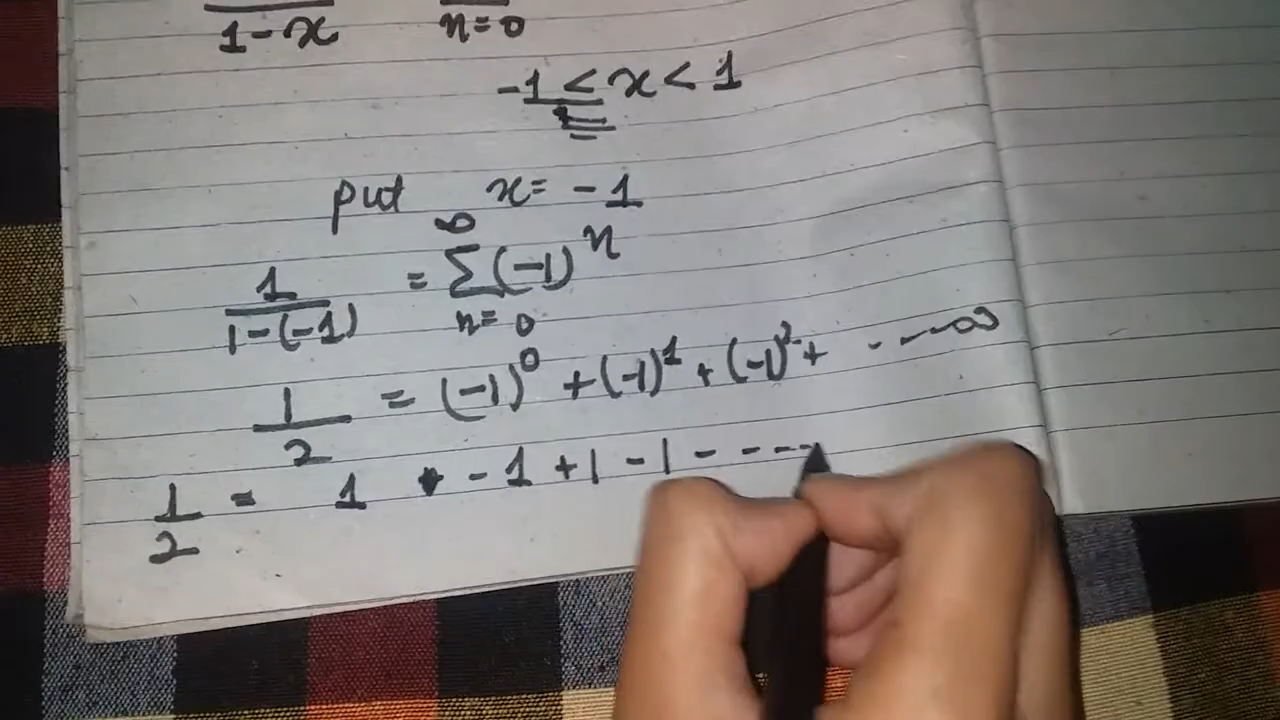 1-x n=0
-1 < x < 1
put x= -1
1/1-(-1) = ∞∑n=0 (-1)^n
1/2 = (-1)^0 + (-1)^1 + (-1)^2 + . - - ∞
1/2 = 1 - 1 + 1 - 1 - - - -